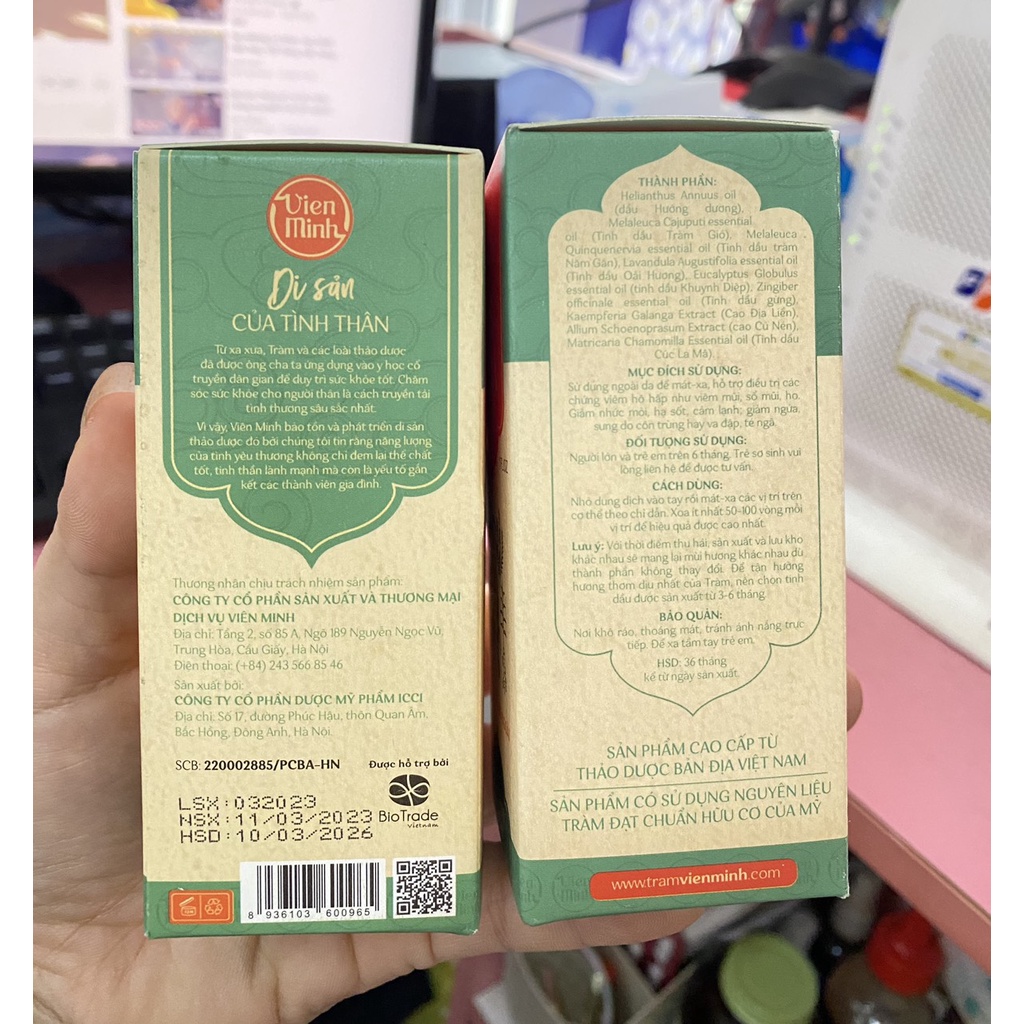 Vien
Minh
Di sản
CỦA TÌNH THÂN
Từ xa xưa, Tràm và các loài thảo dược
đã được ông cha ta ứng dụng vào y học cổ
truyền dân gian để duy trì sức khỏe tốt. Chăm
sóc sức khỏe cho người thân là cách truyền tải
tình thương sâu sắc nhất.
Vì vậy, Viên Minh bảo tồn và phát triển di sản
thảo dược đó bởi chúng tôi tin rằng năng lượng
của tình yêu thương không chỉ đem lại thể chất
tốt, tinh thần lành mạnh mà còn là yếu tố gắn
kết các thành viên gia đình.
Thương nhân chịu trách nhiệm sản phẩm:
CÔNG TY CỔ PHẦN SẢN XUẤT VÀ THƯƠNG MẠI
DỊCH VỤ VIÊN MINH
Địa chỉ: Tầng 2, số 85 A, Ngõ 189 Nguyễn Ngọc Vũ,
Trung Hòa, Cầu Giấy, Hà Nội
Điện thoại: (+84) 243 566 85 46
Sản xuất bởi:
CÔNG TY CỔ PHẦN DƯỢC MỸ PHẨM ICCI
Địa chỉ: Số 17, đường Phúc Hậu, thôn Quan Âm,
Bắc Hồng, Đông Anh, Hà Nội.
SCB: 220002885/PCBA-HN
Được hỗ trợ bởi
BioTrade
Vietnam
LSX:032023
NSX:11/03/2023
HSD:10/03/2026
8 936103 600965
THÀNH PHẦN:
Helianthus Annuus oil
(dầu Hướng dương),
Melaleuca Cajuputi essential
oil (Tinh dầu Tràm Gió), Melaleuca
Quinquenervia essential oil (Tinh dầu tràm
Năm Gân), Lavandula Augustifolia essential oil
(Tinh dầu Oải Hương), Eucalyptus Globulus
essential oil (tinh dầu Khuynh Diệp), Zingiber
officinale essential oil (Tinh dầu gừng),
Kaempferia Galanga Extract (Cao Địa Liền),
Allium Schoenoprasum Extract (cao Củ Nén),
Matricaria Chamomilla Essential oil (Tinh dầu
Cúc La Mã).
MỤC ĐÍCH SỬ DỤNG:
Sử dụng ngoài da để mát-xa, hỗ trợ điều trị các
chứng viêm hô hấp như viêm mũi, sổ mũi, ho.
Giảm nhức mỏi, hạ sốt, cảm lạnh; giảm ngứa,
sưng do côn trùng hay va đập, té ngã.
ĐỐI TƯỢNG SỬ DỤNG:
Người lớn và trẻ em trên 6 tháng. Trẻ sơ sinh vui
lòng liên hệ để được tư vấn.
CÁCH DÙNG:
Nhỏ dung dịch vào tay rồi mát-xa các vị trí trên
cơ thể theo chỉ dẫn. Xoa ít nhất 50-100 vòng mỗi
vị trí để hiệu quả được cao nhất.
Lưu ý: Với thời điểm thu hái, sản xuất và lưu kho
khác nhau sẽ mang lại mùi hương khác nhau dù
thành phần không thay đổi. Để tận hưởng
hương thơm dịu nhất của Tràm, nên chọn tinh
dầu được sản xuất từ 3-6 tháng.
BẢO QUẢN:
Nơi khô ráo, thoáng mát, tránh ánh nắng trực
tiếp. Để xa tầm tay trẻ em.
HSD: 36 tháng
kể từ ngày sản xuất.
SẢN PHẨM CAO CẤP TỪ
THẢO DƯỢC BẢN ĐỊA VIỆT NAM
SẢN PHẨM CÓ SỬ DỤNG NGUYÊN LIỆU
TRÀM ĐẠT CHUẨN HỮU CƠ CỦA MỸ
www.tramvienminh.com